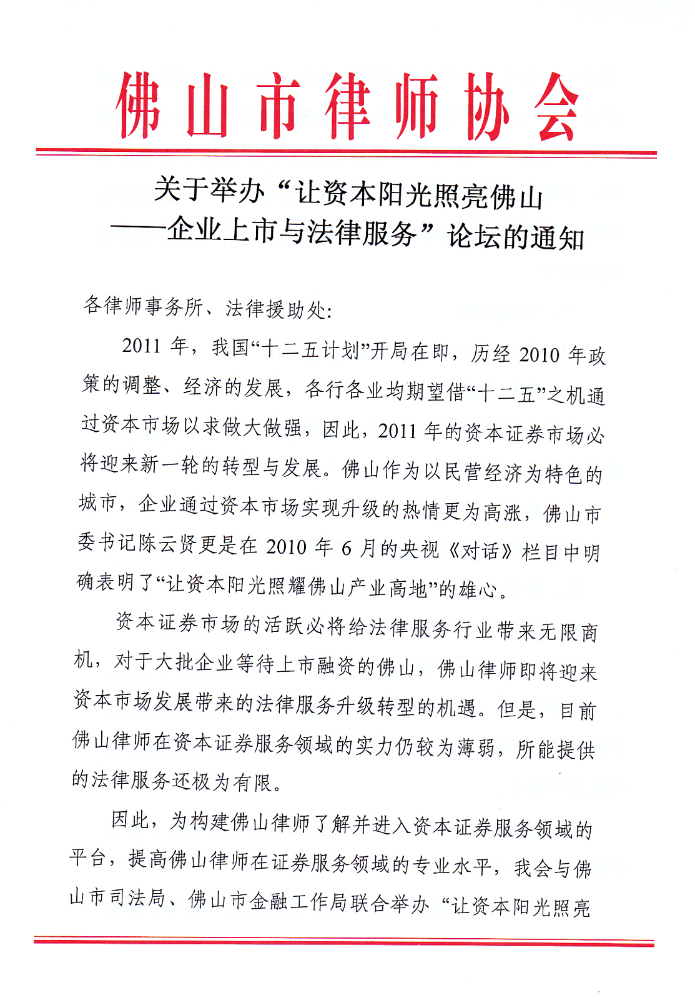 佛山市律师协会
关于举办“让资本阳光照亮佛山
——企业上市与法律服务”论坛的通知
各律师事务所、法律援助处：
2011 年，我国“十二五计划”开局在即，历经 2010 年政
策的调整、经济的发展，各行各业均期望借“十二五”之机通
过资本市场以求做大做强，因此，2011 年的资本证券市场必
将迎来新一轮的转型与发展。佛山作为以民营经济为特色的
城市，企业通过资本市场实现升级的热情更为高涨，佛山市
委书记陈云贤更是在 2010 年 6 月的央视《对话》栏目中明
确表明了“让资本阳光照耀佛山产业高地”的雄心。
资本证券市场的活跃必将给法律服务行业带来无限商
机，对于大批企业等待上市融资的佛山，佛山律师即将迎来
资本市场发展带来的法律服务升级转型的机遇。但是，目前
佛山律师在资本证券服务领域的实力仍较为薄弱，所能提供
的法律服务还极为有限。
因此，为构建佛山律师了解并进入资本证券服务领域的
平台，提高佛山律师在证券服务领域的专业水平，我会与佛
山市司法局、佛山市金融工作局联合举办“让资本阳光照亮